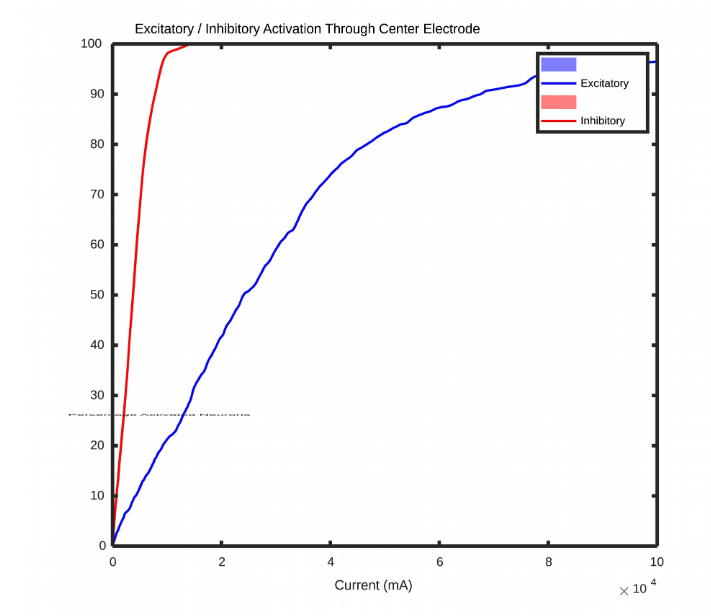 Excitatory / Inhibitory Activation Through Center Electrode
100
90
80
70
60
50
40
30
20
10
0
Excitatory
Inhibitory
0 2 4 6 8 10
Current (mA)
× 10 4